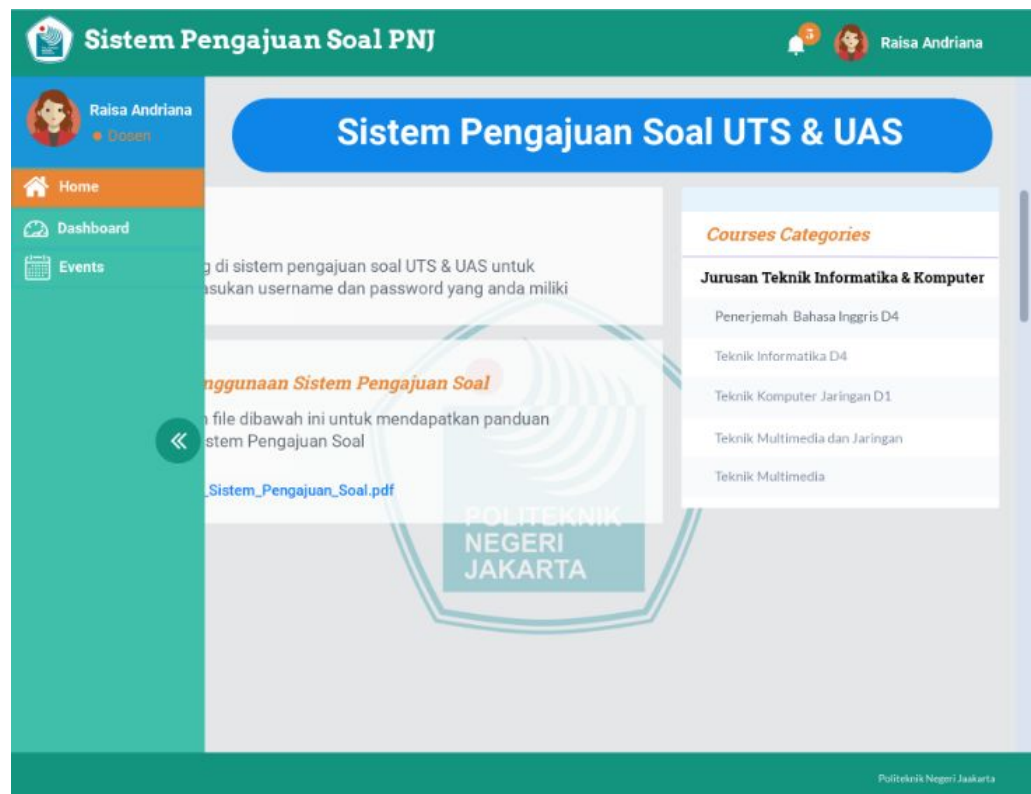 Sistem Pengajuan Soal PNJ
5
Raisa Andriana
Raisa Andriana
Dosen
Home
Dashboard
Events
Sistem Pengajuan Soal UTS & UAS
g di sistem pengajuan soal UTS & UAS untuk
asukan username dan password yang anda miliki
nggunaan Sistem Pengajuan Soal
file dibawah ini untuk mendapatkan panduan
stem Pengajuan Soal
_Sistem_Pengajuan_Soal.pdf
POLITEKNIK
NEGERI
JAKARTA
Courses Categories
Jurusan Teknik Informatika & Komputer
Penerjemah Bahasa Inggris D4
Teknik Informatika D4
Teknik Komputer Jaringan D1
Teknik Multimedia dan Jaringan
Teknik Multimedia
Politeknik Negeri Jaakarta